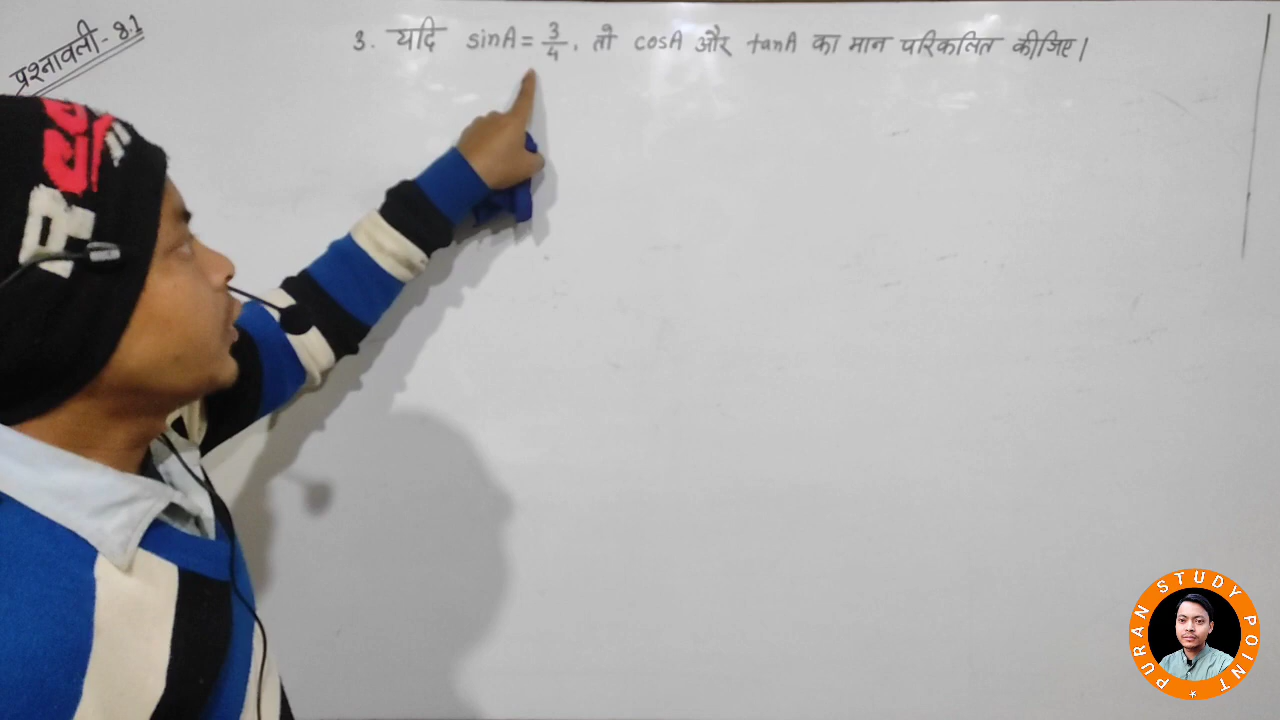 प्रश्नावली - 8.1
3. यदि sinA = 3/4, तो cosA और tanA का मान परिकलित कीजिए।
PURAN STUDY POINT